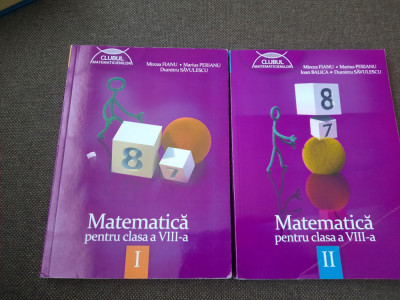 CLUBUL
MATEMATICIENILOR
Mircea FIANU • Marius PERIANU
Dumitru SĂVULESCU
8
7
Matematică
pentru clasa a VIII-a
I
CLUBUL
MATEMATICIENILOR
Mircea FIANU • Marius PERIANU
Ioan BALICA • Dumitru SĂVULESCU
8
7
Matematică
pentru clasa a VIII-a
II